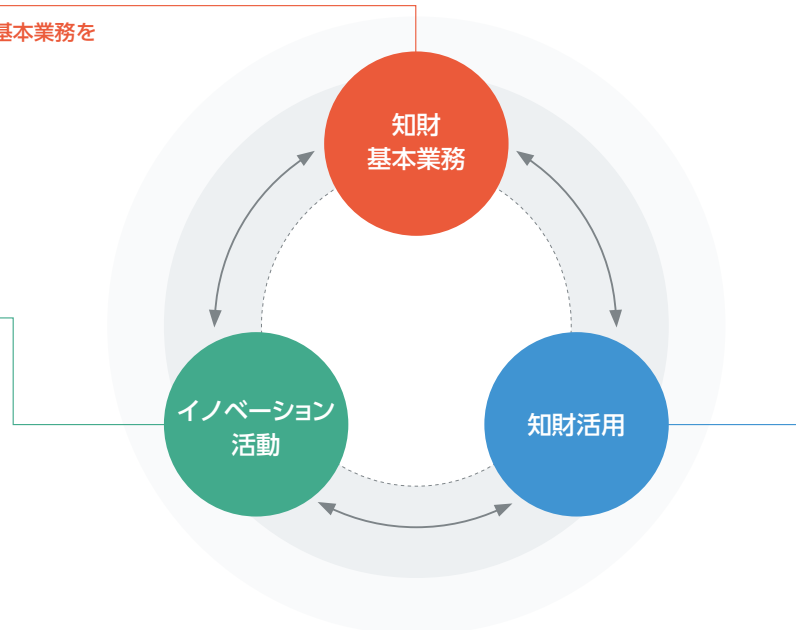 基本業務を
知財
基本業務
イノベーション
活動
知財活用